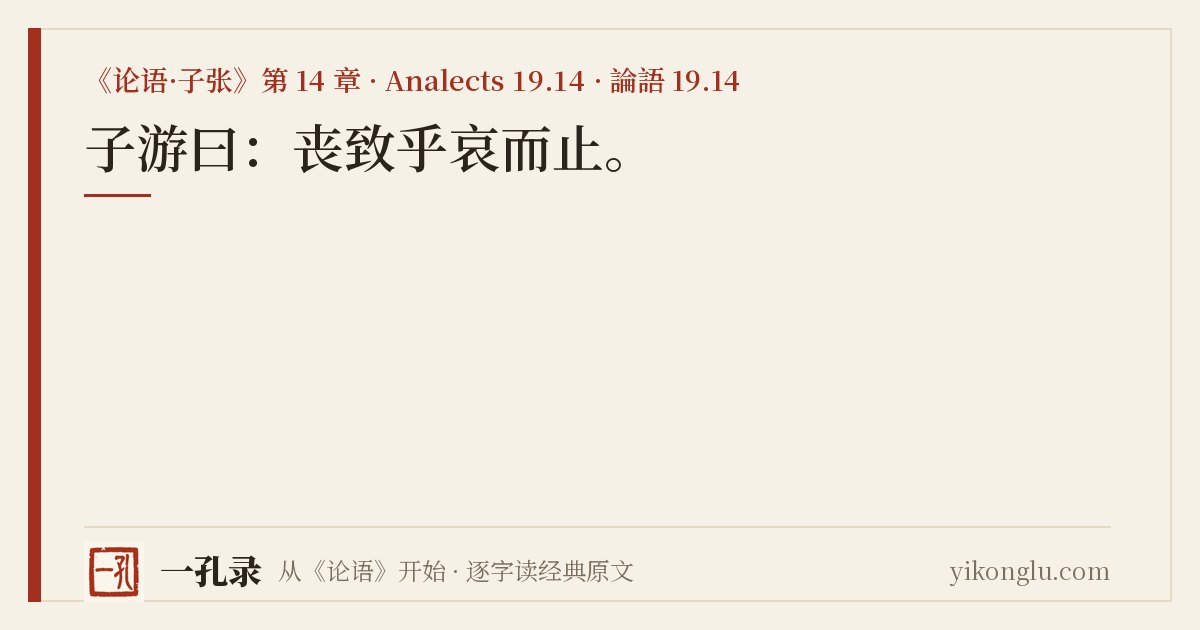 《论语·子张》第 14 章 · Analects 19.14 · 論語 19.14
子游曰：丧致乎哀而止。
一孔
一孔录 从《论语》开始 · 逐字读经典原文 yikonglu.com